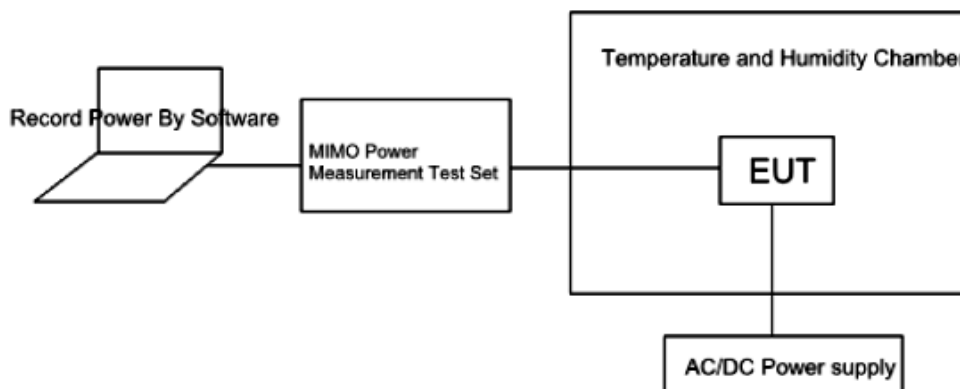 Record Power By Software
MIMO Power
Measurement Test Set
Temperature and Humidity Chamber
EUT
AC/DC Power supply